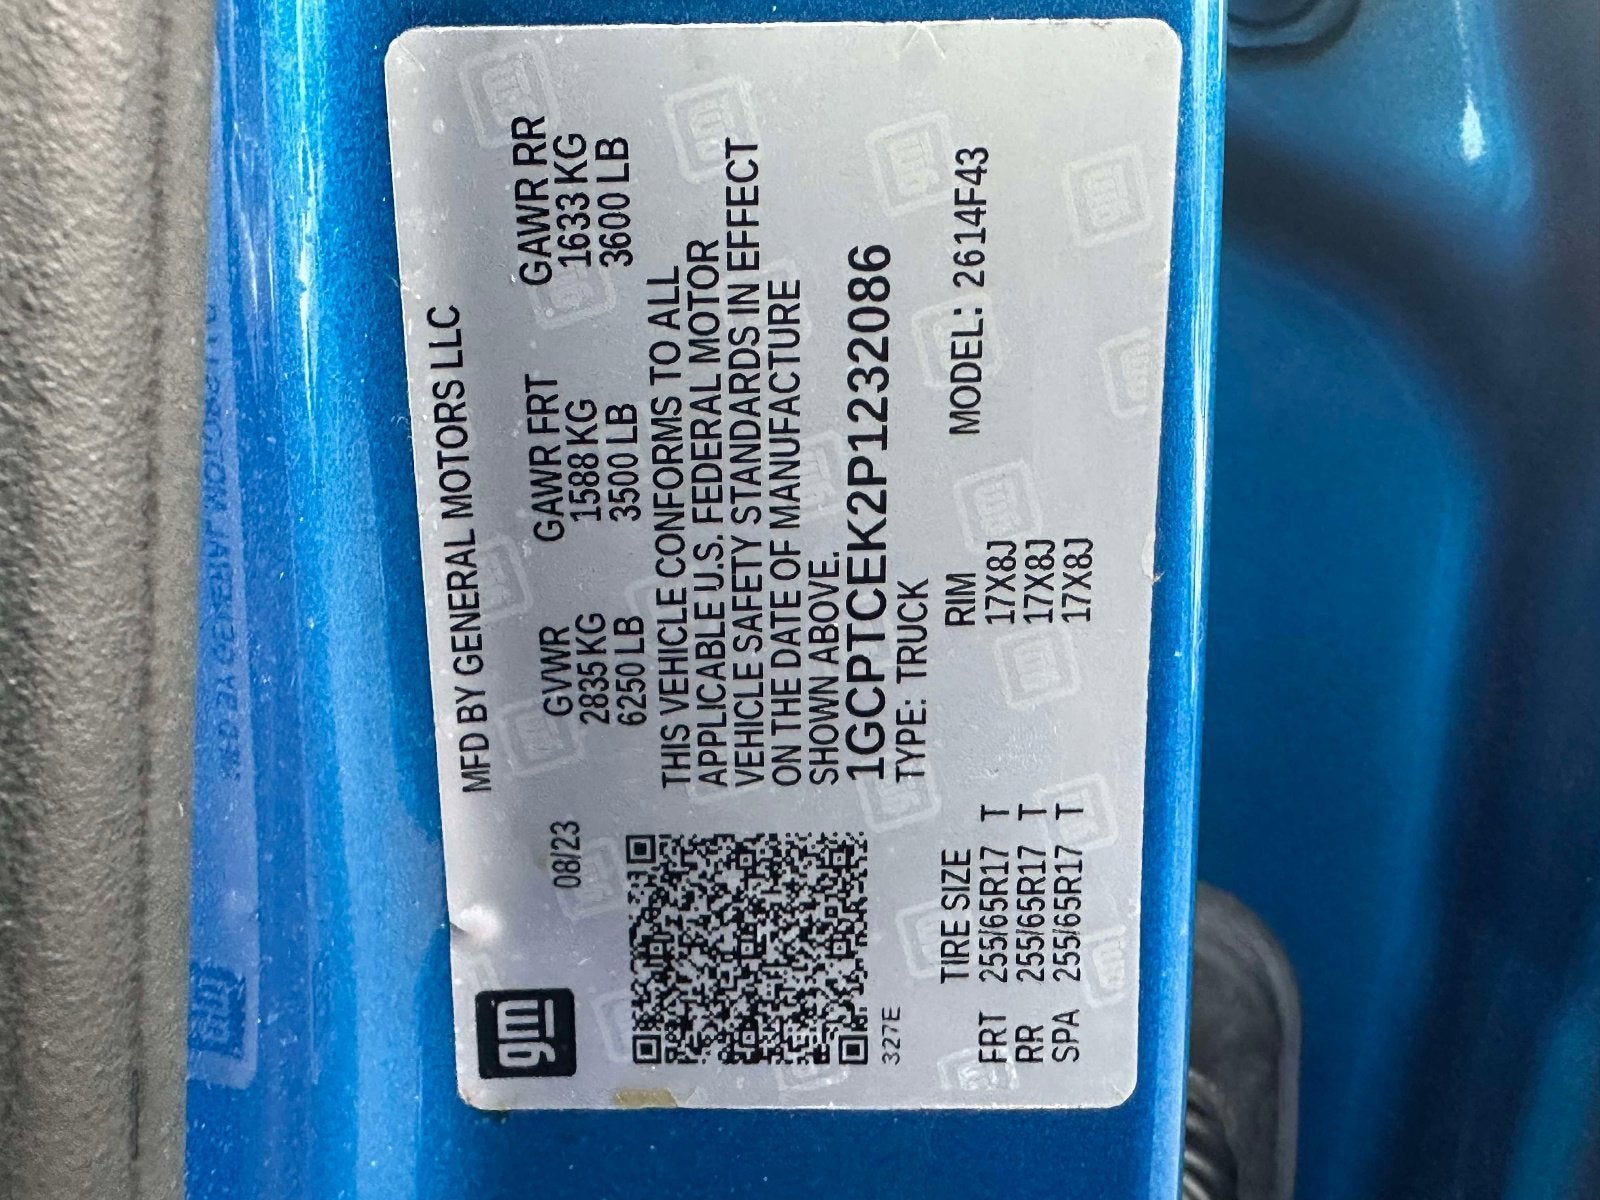 gm
MFD BY GENERAL MOTORS LLC
08/23
GVWR GAWR FRT GAWR RR
2835 KG 1588 KG 1633 KG
6250 LB 3500 LB 3600 LB
THIS VEHICLE CONFORMS TO ALL
APPLICABLE U.S. FEDERAL MOTOR
VEHICLE SAFETY STANDARDS IN EFFECT
ON THE DATE OF MANUFACTURE
SHOWN ABOVE.
1GCPTCEK2P1232086
TYPE: TRUCK
327E
MODEL: 2614F43
TIRE SIZE RIM
FRT 255/65R17 T 17X8J
RR 255/65R17 T 17X8J
SPA 255/65R17 T 17X8J